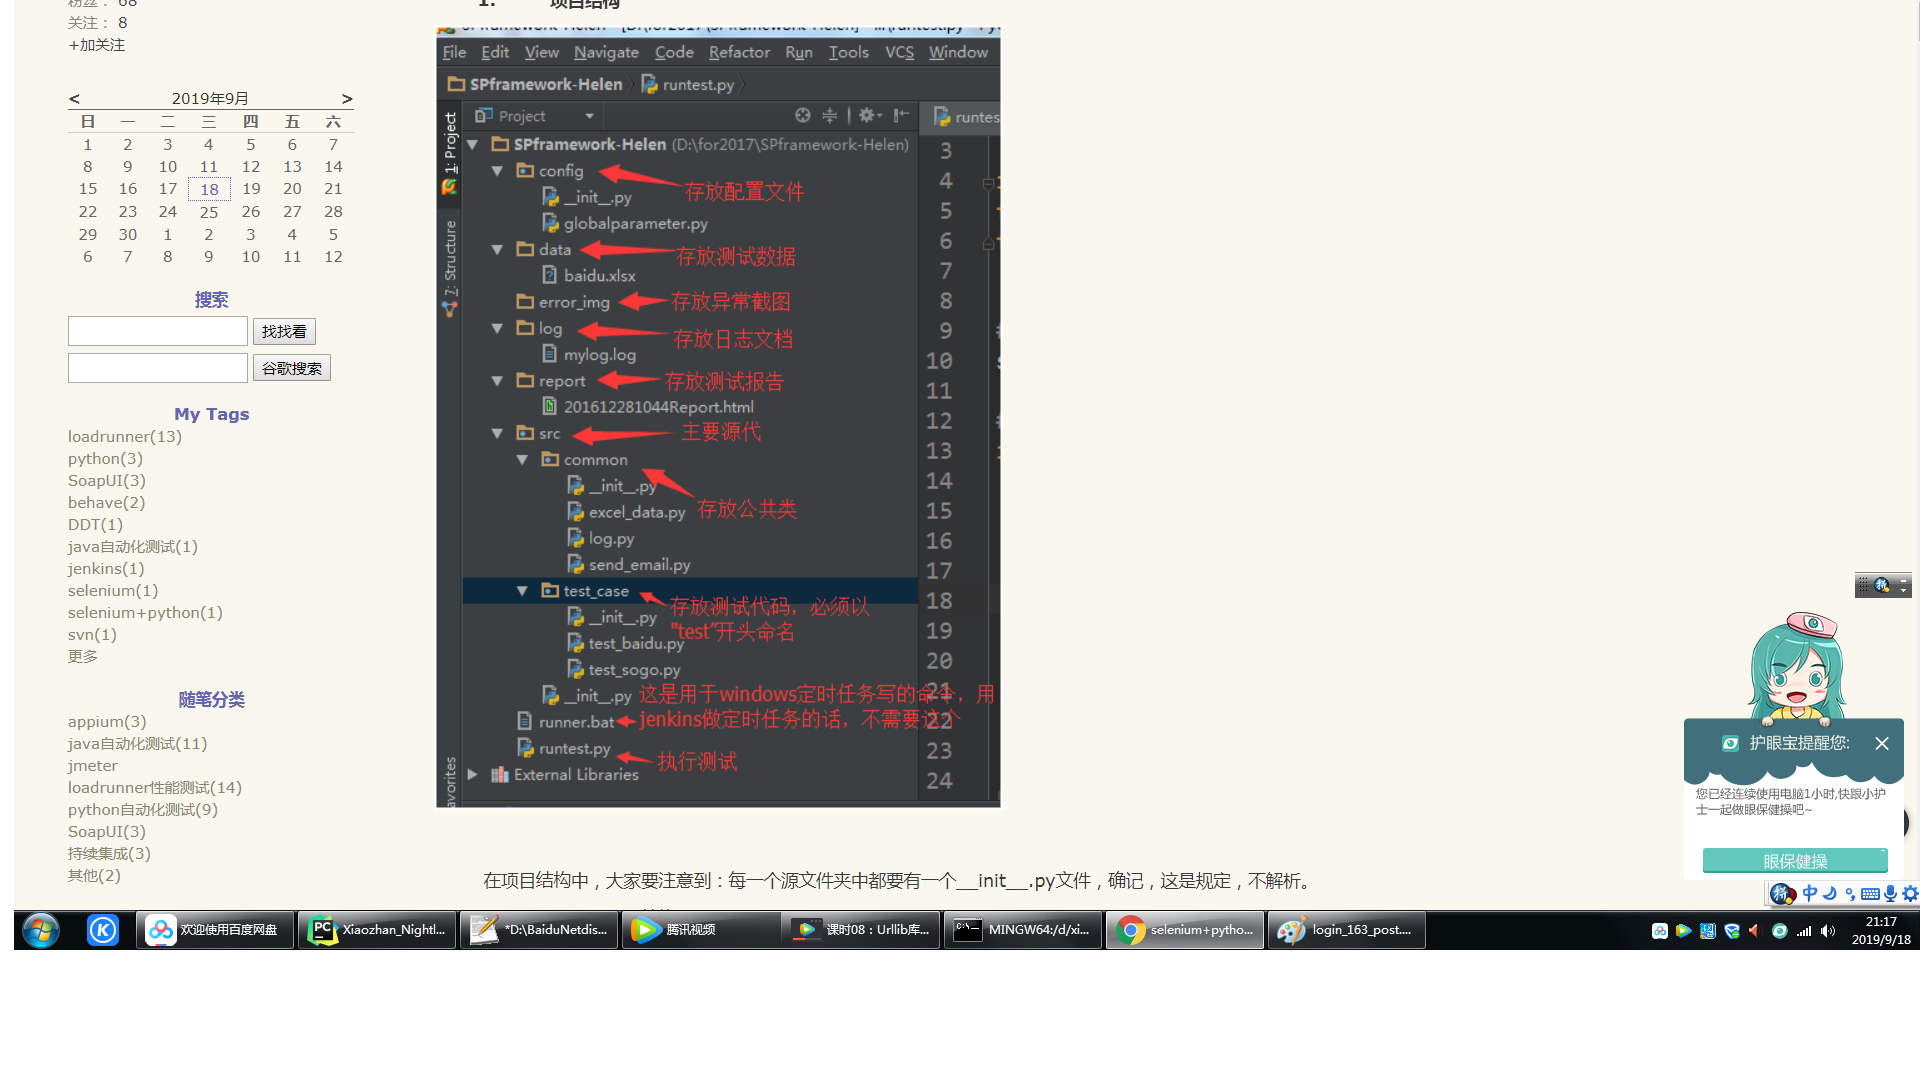 粉丝： 68
关注： 8
+加关注
< 2019年9月 >
日 一 二 三 四 五 六
1 2 3 4 5 6 7
8 9 10 11 12 13 14
15 16 17 18 19 20 21
22 23 24 25 26 27 28
29 30 1 2 3 4 5
6 7 8 9 10 11 12
搜索
找找看
谷歌搜索
My Tags
loadrunner(13)
python(3)
SoapUI(3)
behave(2)
DDT(1)
java自动化测试(1)
jenkins(1)
selenium(1)
selenium+python(1)
svn(1)
更多
随笔分类
appium(3)
java自动化测试(11)
jmeter
loadrunner性能测试(14)
python自动化测试(9)
SoapUI(3)
持续集成(3)
其他(2)
1. 项目结构
File Edit View Navigate Code Refactor Run Tools VCS Window
SPframework-Helen runtest.py
Project
runtes
1: Project
7: Structure
avorites
SPframework-Helen (D:\for2017\SPframework-Helen)
config 存放配置文件
__init__.py
globalparameter.py
data 存放测试数据
baidu.xlsx
error_img 存放异常截图
log 存放日志文档
mylog.log
report 存放测试报告
201612281044Report.html
src 主要源代
common
__init__.py
excel_data.py 存放公共类
log.py
send_email.py
test_case 存放测试代码，必须以
__init__.py "test"开头命名
test_baidu.py
test_sogo.py
__init__.py 这是用于windows定时任务写的命令，用
runner.bat jenkins做定时任务的话，不需要这个
runtest.py 执行测试
External Libraries
3
4
5
6
7
8
9
10
11
12
13
14
15
16
17
18
19
20
21
22
23
24
在项目结构中，大家要注意到：每一个源文件夹中都要有一个__init__.py文件，确记，这是规定，不解析。
拼
护眼宝提醒您:
您已经连续使用电脑1小时,快跟小护
士一起做眼保健操吧~
眼保健操
拼 中
欢迎使用百度网盘
Xiaozhan_Nightl...
*D:\BaiduNetdis...
腾讯视频
课时08：Urllib库...
MINGW64:/d/xi...
selenium+pytho...
login_163_post....
21:17
2019/9/18